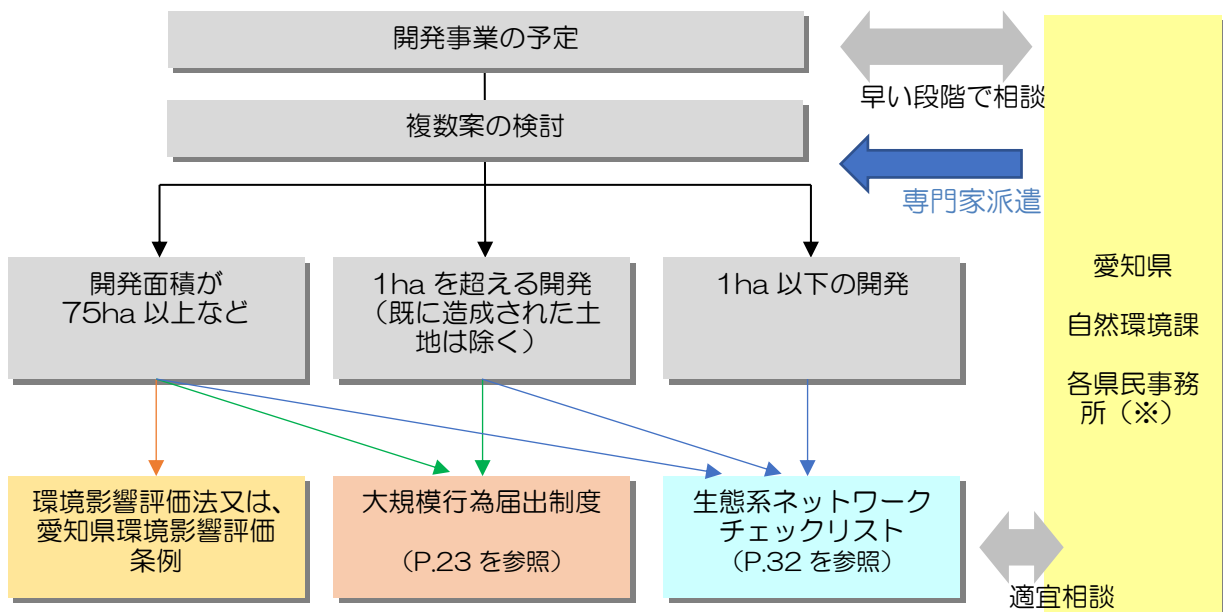 開発事業の予定
早い段階で相談
複数案の検討
専門家派遣
開発面積が
75ha 以上など
1ha を超える開発
（既に造成された土
地は除く）
1ha 以下の開発
愛知県
自然環境課
各県民事務
所（※）
環境影響評価法又は、
愛知県環境影響評価
条例
大規模行為届出制度
（P.23 を参照）
生態系ネットワーク
チェックリスト
（P.32 を参照）
適宜相談